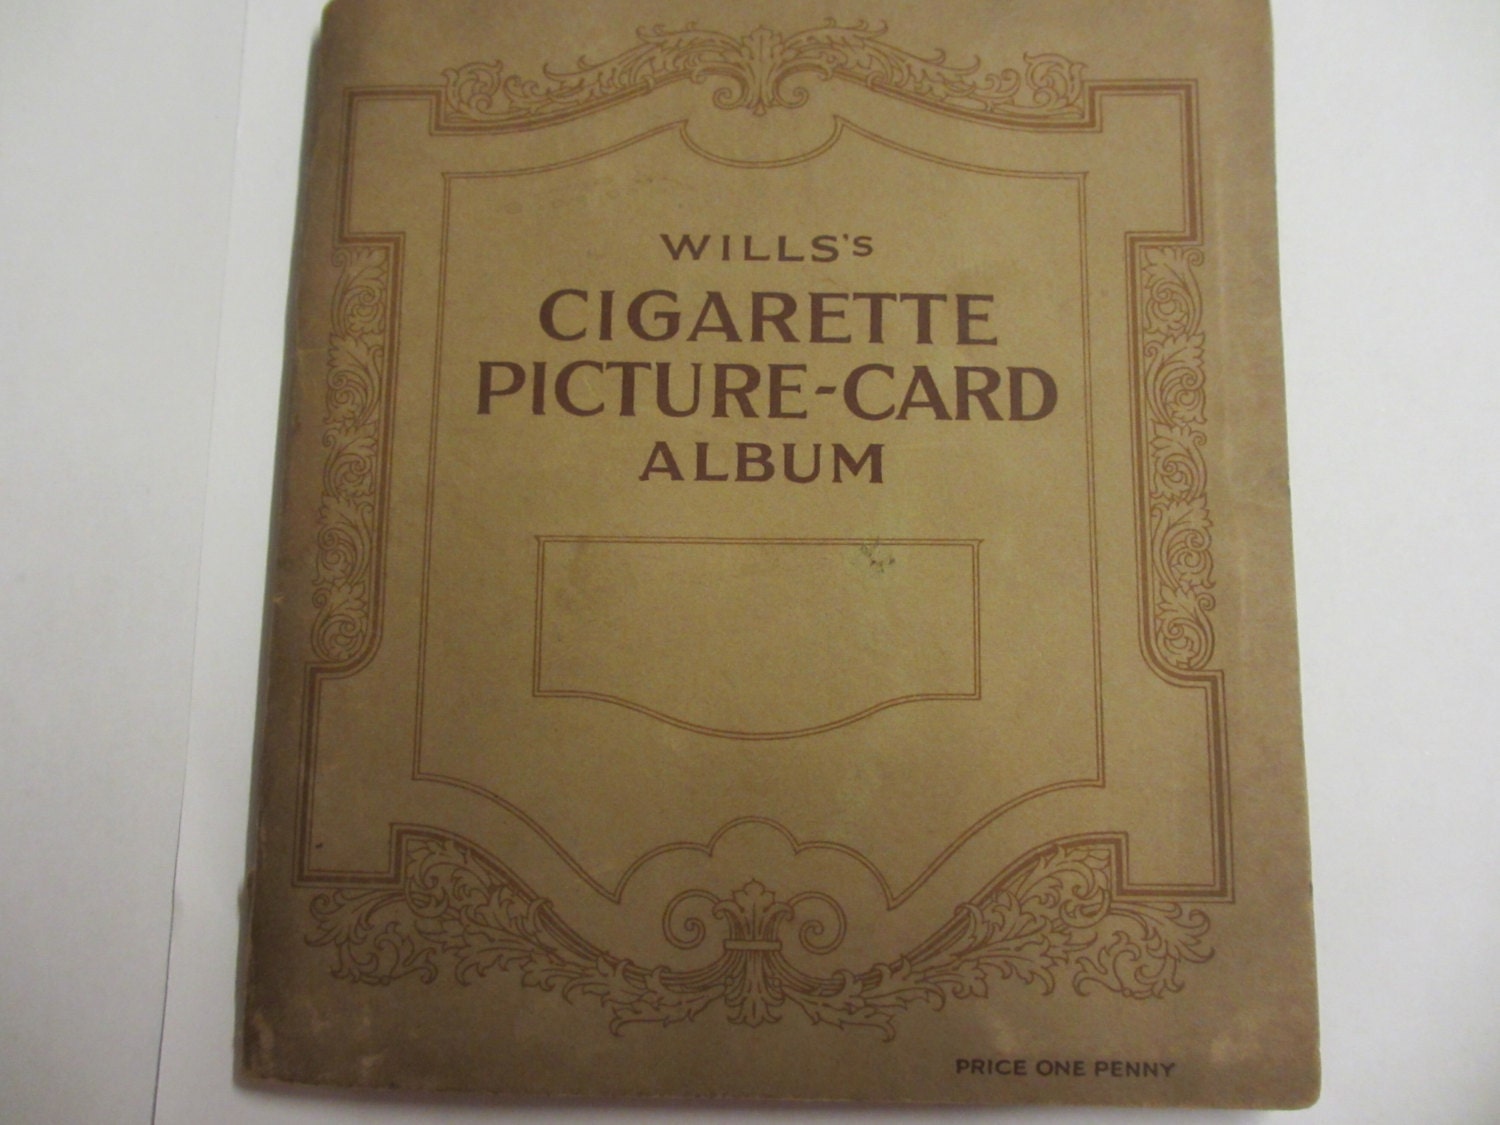 WILLS'S
CIGARETTE
PICTURE-CARD
ALBUM
PRICE ONE PENNY